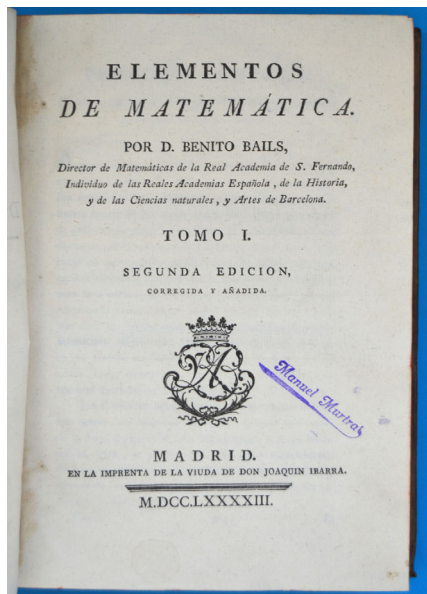 ELEMENTOS
DE MATEMÁTICA.
POR D. BENITO BAILS,
Director de Matemáticas de la Real Academia de S. Fernando,
Individuo de las Reales Academias Española, de la Historia,
y de las Ciencias naturales, y Artes de Barcelona.
TOMO I.
SEGUNDA EDICION,
CORREGIDA Y AÑADIDA.
Manuel Murtra
MADRID.
EN LA IMPRENTA DE LA VIUDA DE DON JOAQUIN IBARRA.
M.DCC.LXXXXIII.